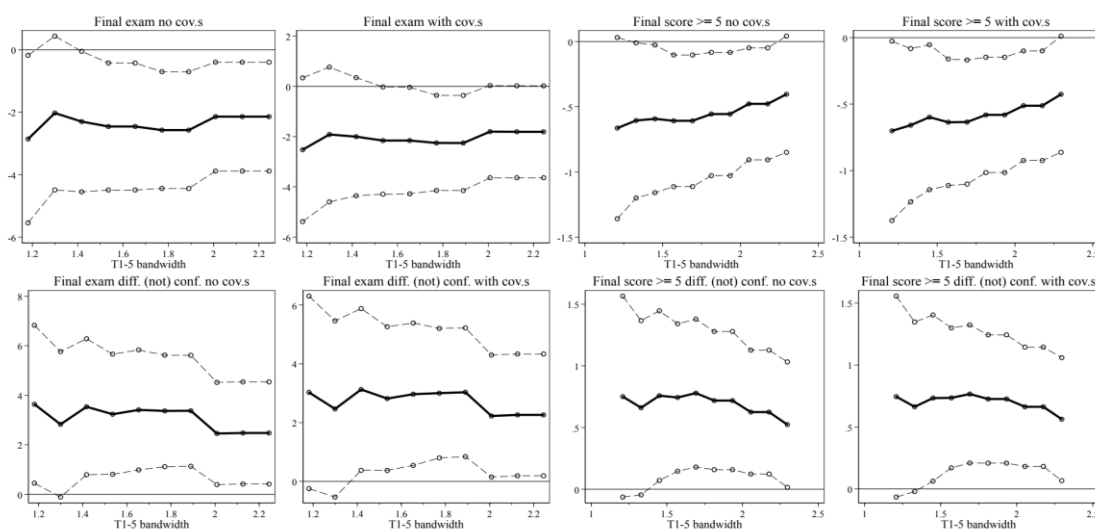 Final exam no cov.s
0
-2
-4
-6
1.2 1.4 1.6 1.8 2 2.2
T1-5 bandwidth
Final exam with cov.s
2
0
-2
-4
-6
1.2 1.4 1.6 1.8 2 2.2
T1-5 bandwidth
Final score >= 5 no cov.s
0
-.5
-1
-1.5
1 1.5 2 2.5
T1-5 bandwidth
Final score >= 5 with cov.s
0
-.5
-1
-1.5
1 1.5 2 2.5
T1-5 bandwidth
Final exam diff. (not) conf. no cov.s
8
6
4
2
0
1.2 1.4 1.6 1.8 2 2.2
T1-5 bandwidth
Final exam diff. (not) conf. with cov.s
6
4
2
0
1.2 1.4 1.6 1.8 2 2.2
T1-5 bandwidth
Final score >= 5 diff. (not) conf. no cov.s
1.5
1
.5
0
1 1.5 2 2.5
T1-5 bandwidth
Final score >= 5 diff. (not) conf. with cov.s
1.5
1
.5
0
1 1.5 2 2.5
T1-5 bandwidth